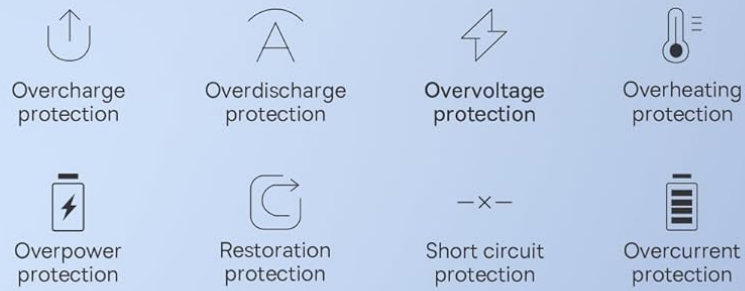 Overcharge protection
Overdischarge protection
Overvoltage protection
Overheating protection
Overpower protection
Restoration protection
Short circuit protection
Overcurrent protection